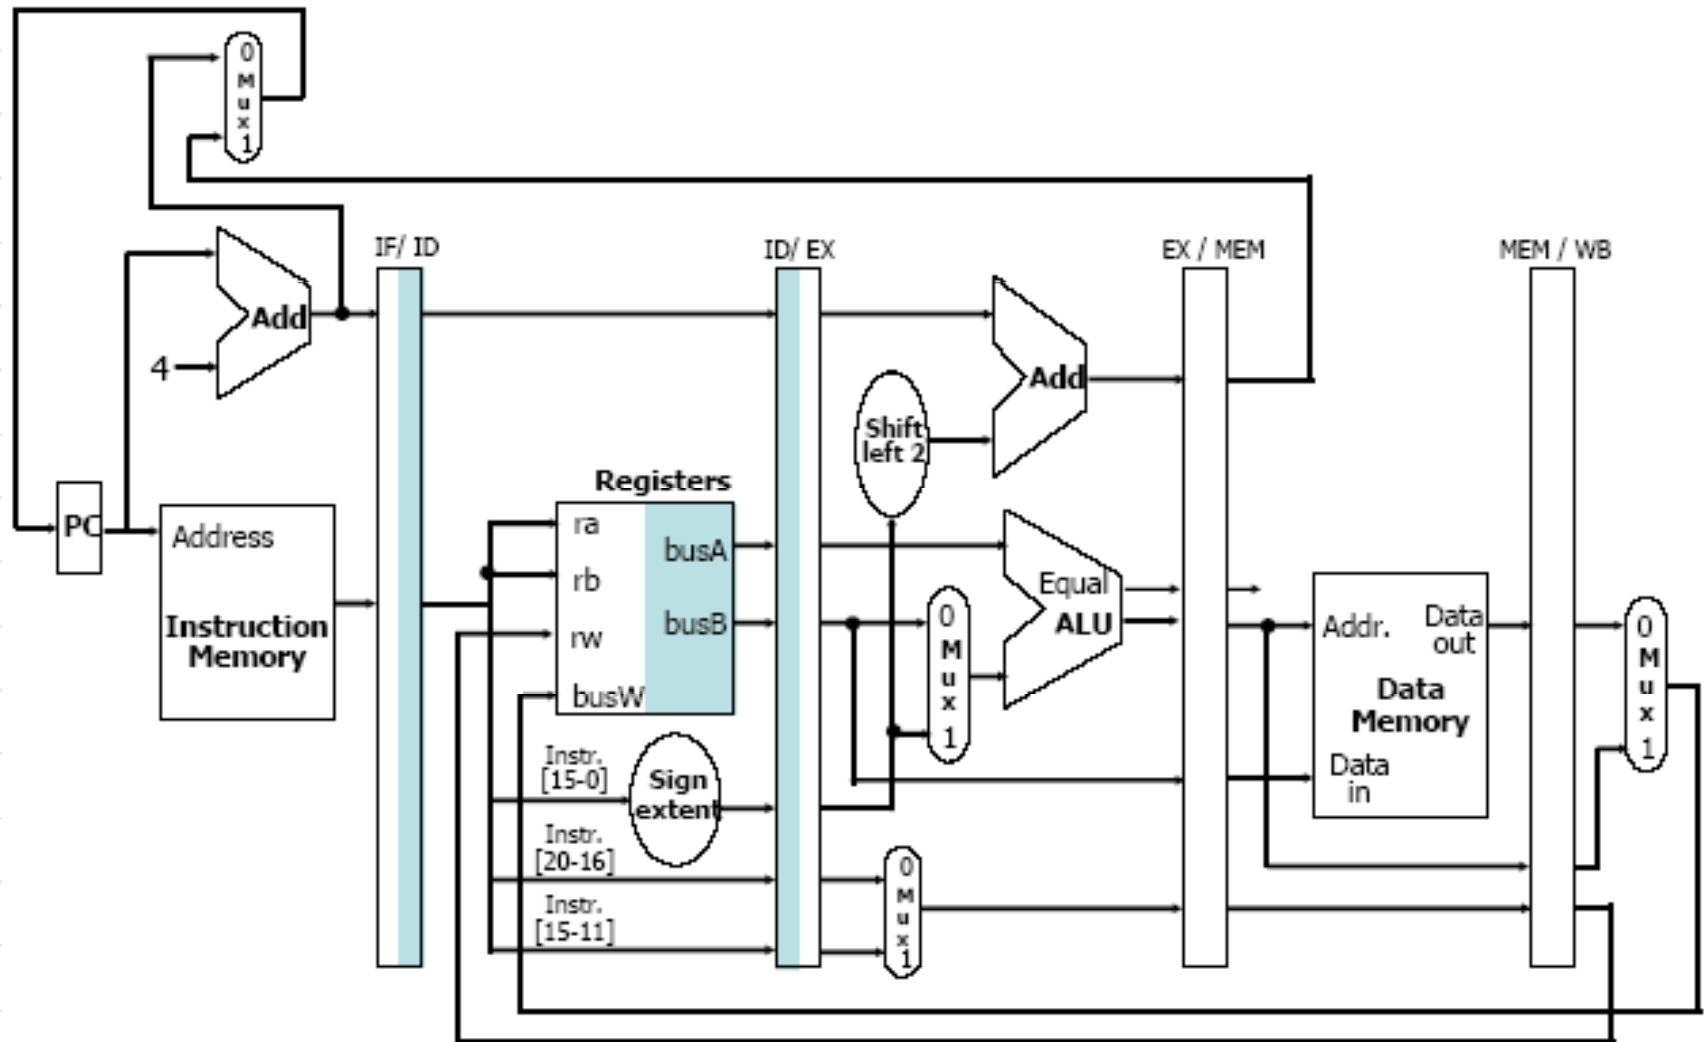 0
M
u
x
1
IF/ ID
ID/ EX
EX / MEM
MEM / WB
Add
4
Add
Shift
left 2
Registers
PC
Address
Instruction
Memory
ra
rb
rw
busW
busA
busB
0
M
u
x
1
Equal
ALU
Addr.
Data
out
Data
Memory
Data
in
0
M
u
x
1
Instr.
[15-0]
Sign
extent
Instr.
[20-16]
Instr.
[15-11]
0
M
u
x
1